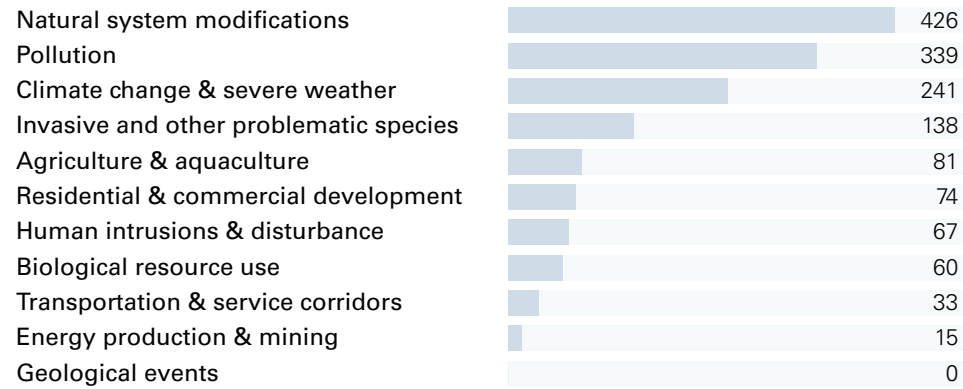 Natural system modifications 426
Pollution 339
Climate change & severe weather 241
Invasive and other problematic species 138
Agriculture & aquaculture 81
Residential & commercial development 74
Human intrusions & disturbance 67
Biological resource use 60
Transportation & service corridors 33
Energy production & mining 15
Geological events 0